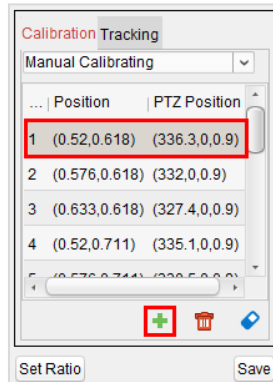 Calibration Tracking
Manual Calibrating
... Position PTZ Position
1 (0.52,0.618) (336.3,0,0.9)
2 (0.576,0.618) (332,0,0.9)
3 (0.633,0.618) (327.4,0,0.9)
4 (0.52,0.711) (335.1,0,0.9)
Set Ratio Save